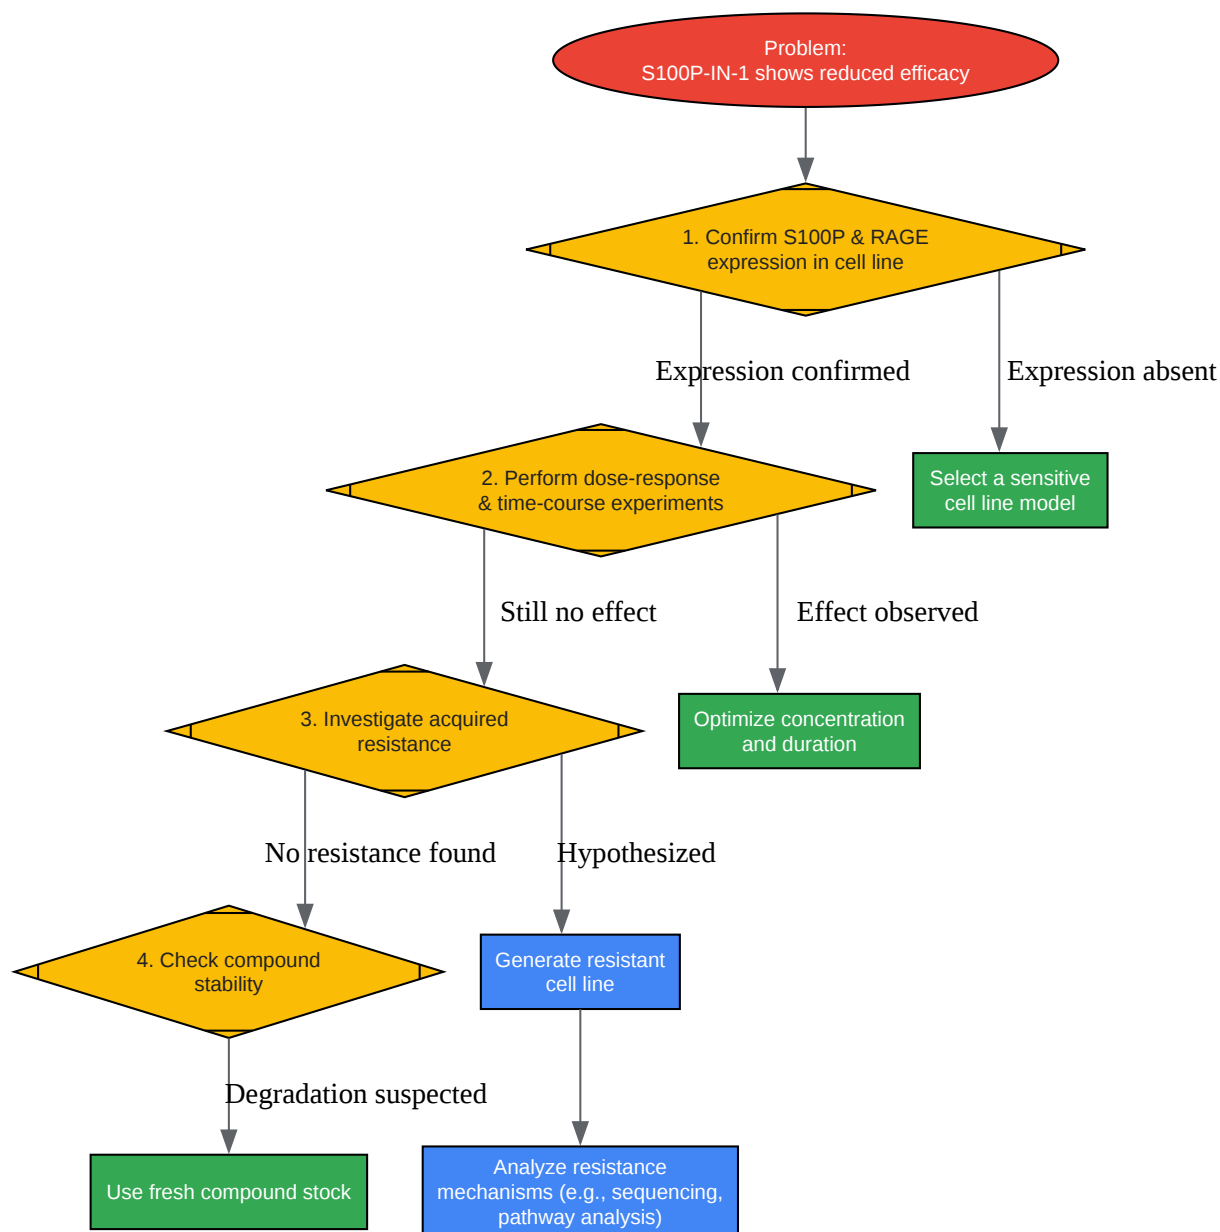 Problem:
S100P-IN-1 shows reduced efficacy
1. Confirm S100P & RAGE
expression in cell line
Expression confirmed
Expression absent
2. Perform dose-response
& time-course experiments
Select a sensitive
cell line model
Still no effect
Effect observed
3. Investigate acquired
resistance
Optimize concentration
and duration
No resistance found
Hypothesized
4. Check compound
stability
Generate resistant
cell line
Degradation suspected
Use fresh compound stock
Analyze resistance
mechanisms (e.g., sequencing,
pathway analysis)